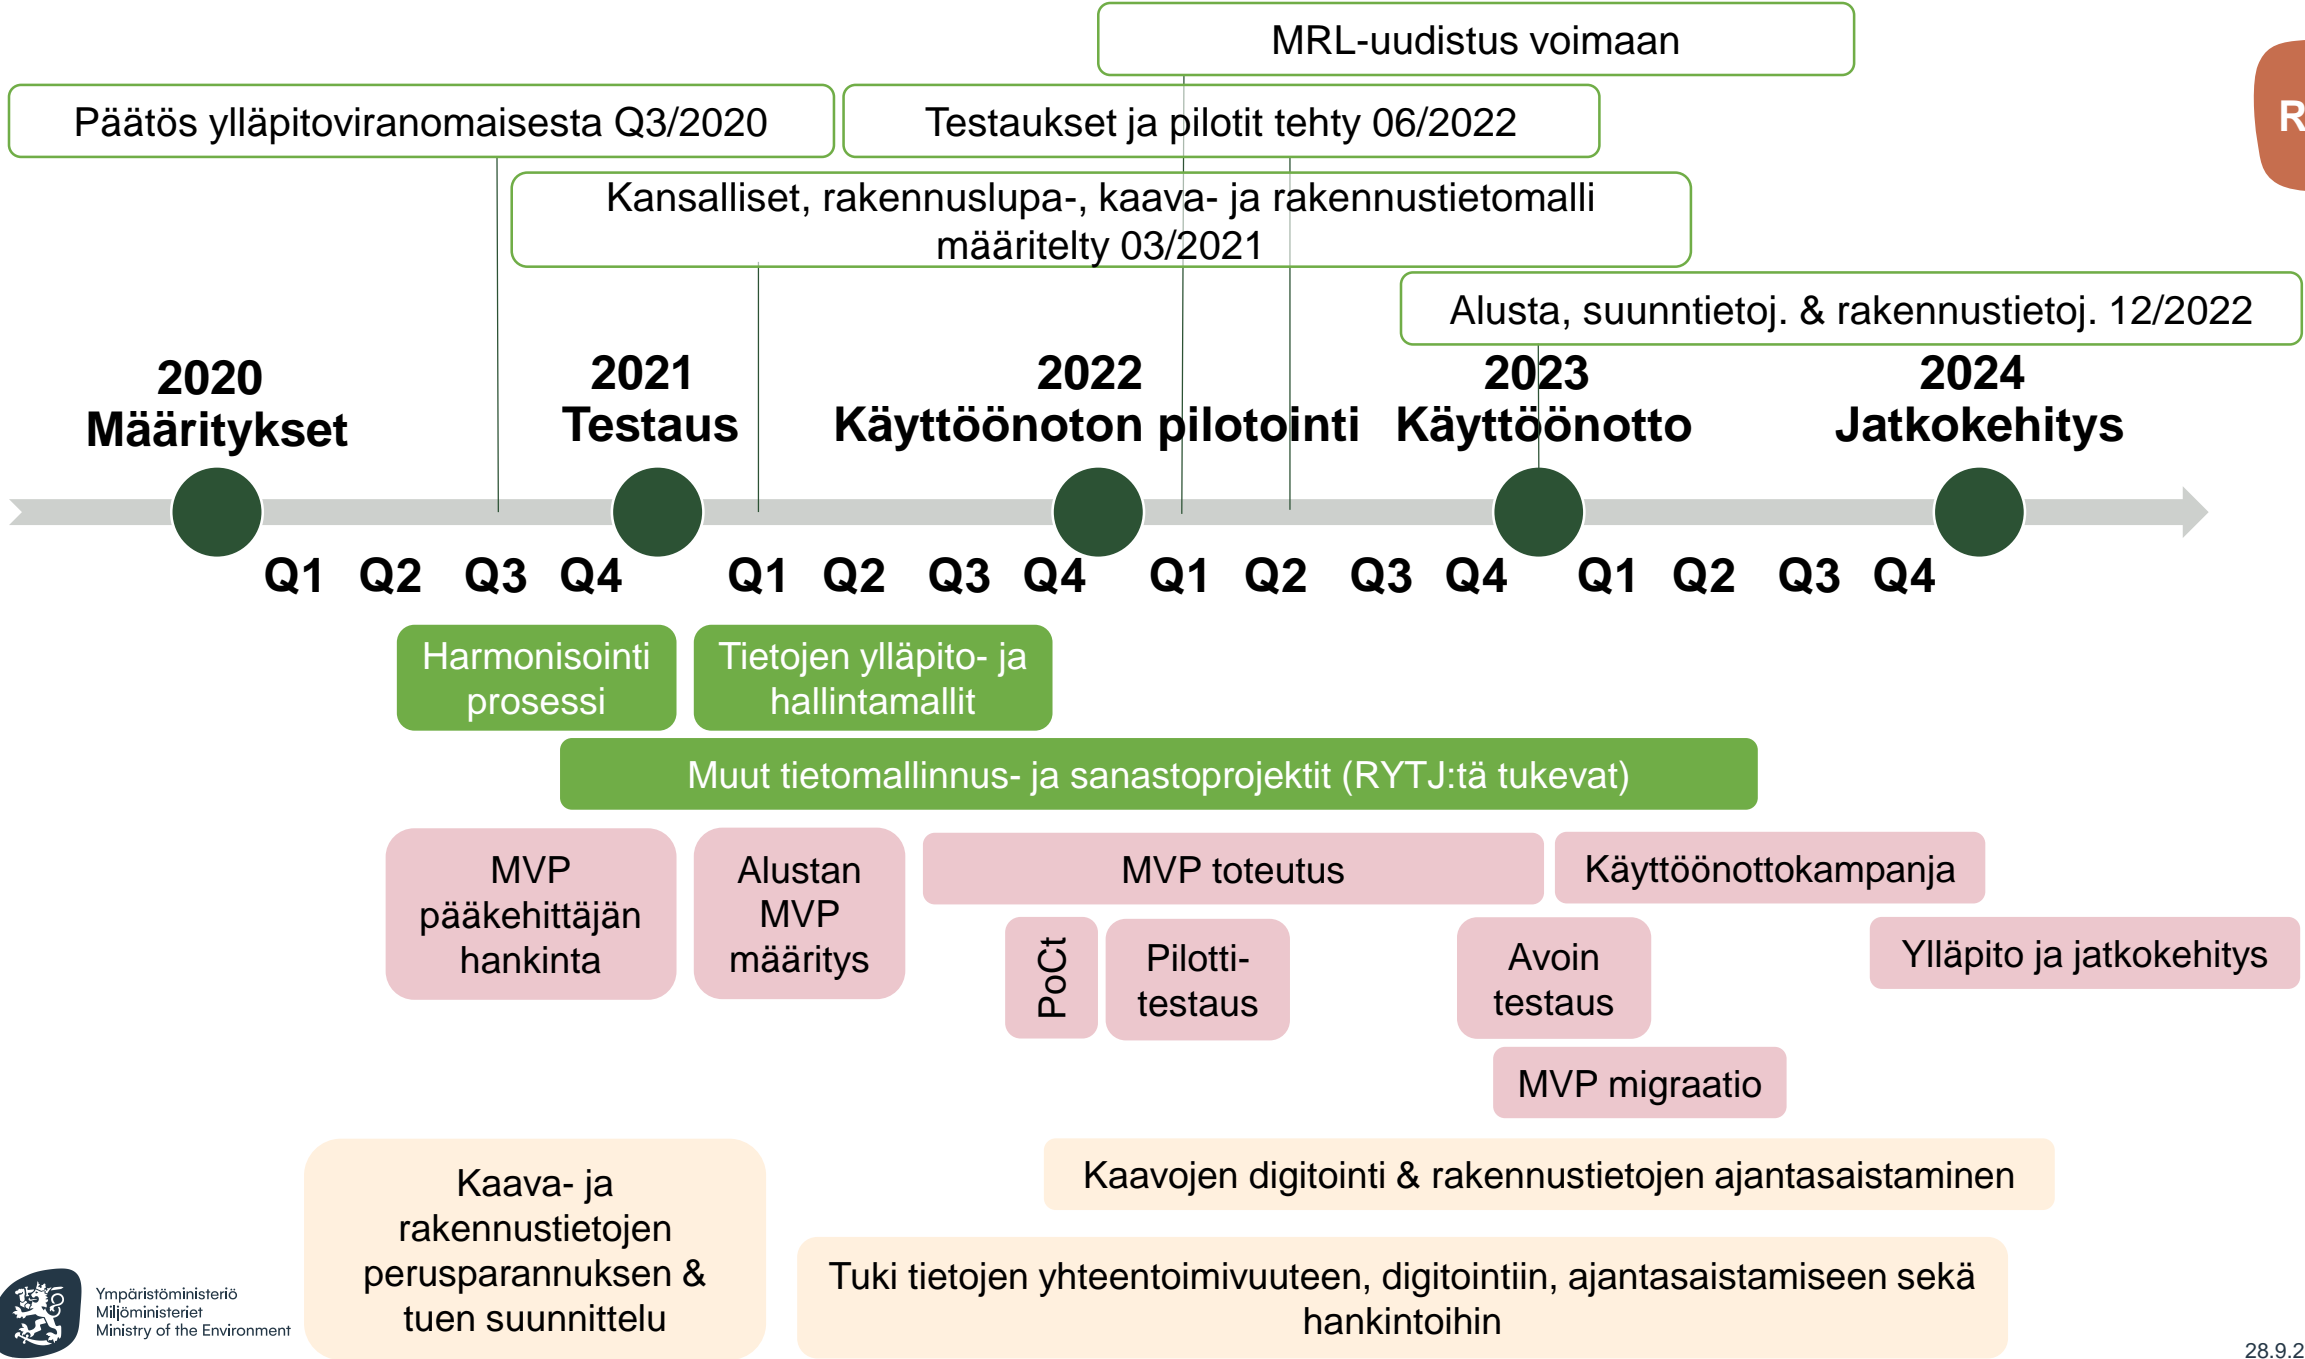 MRL-uudistus voimaan
Päätös ylläpitoviranomaisesta Q3/2020
Testaukset ja pilotit tehty 06/2022
R
Kansalliset, rakennuslupa-, kaava- ja rakennustietomalli
määritelty 03/2021
Alusta, suunntietoj. & rakennustietoj. 12/2022
2020
Määritykset
2021
Testaus
2022
Käyttöönoton pilotointi
2023
Käyttöönotto
2024
Jatkokehitys
Q1 Q2 Q3 Q4 Q1 Q2 Q3 Q4 Q1 Q2 Q3 Q4 Q1 Q2 Q3 Q4
Harmonisointi
prosessi
Tietojen ylläpito- ja
hallintamallit
Muut tietomallinnus- ja sanastoprojektit (RYTJ:tä tukevat)
MVP
pääkehittäjän
hankinta
Alustan
MVP
määritys
MVP toteutus
Käyttöönottokampanja
PoCt
Pilotti-
testaus
Avoin
testaus
Ylläpito ja jatkokehitys
MVP migraatio
Kaava- ja
rakennustietojen
perusparannuksen &
tuen suunnittelu
Kaavojen digitointi & rakennustietojen ajantasaistaminen
Tuki tietojen yhteentoimivuuteen, digitointiin, ajantasaistamiseen sekä
hankintoihin
Ympäristöministeriö
Miljöministeriet
Ministry of the Environment
28.9.2